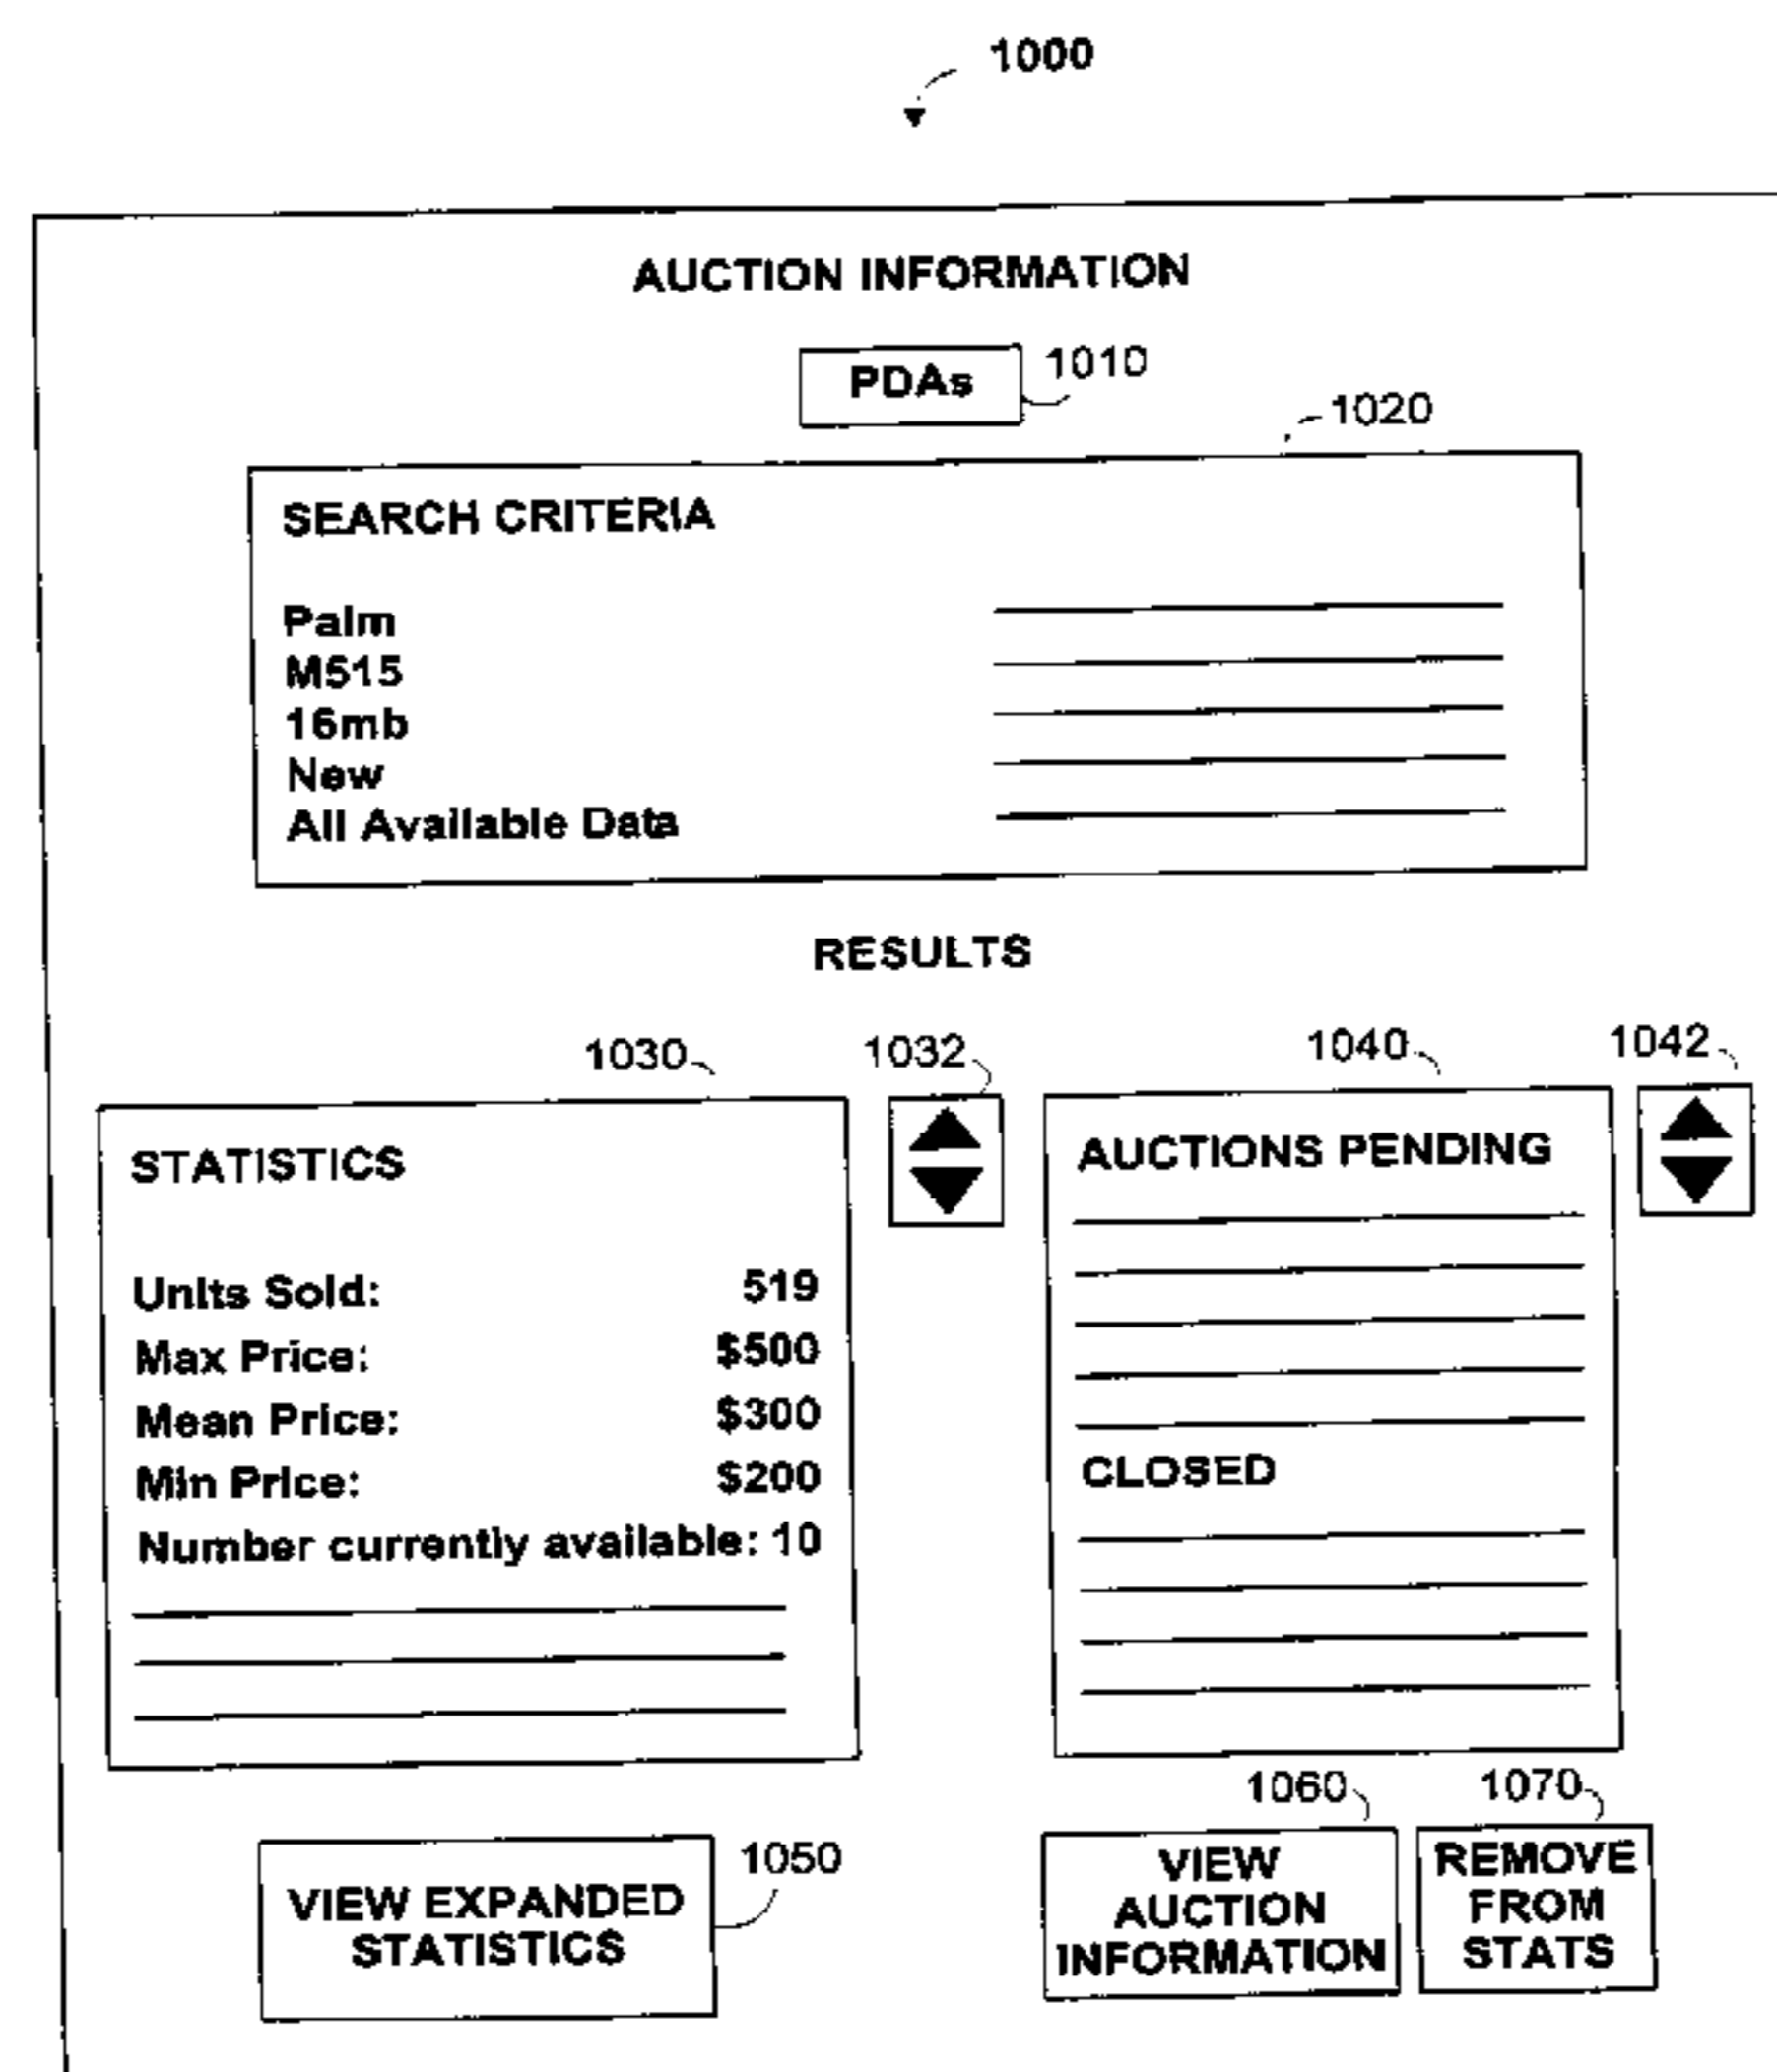 1000
AUCTION INFORMATION
PDAs 1010
1020
SEARCH CRITERIA
Palm
M515
16mb
New
All Available Data
RESULTS
1030 1032 1040 1042
STATISTICS
Units Sold: 519
Max Price: $500
Mean Price: $300
Min Price: $200
Number currently available: 10
AUCTIONS PENDING
CLOSED
1050
VIEW EXPANDED
STATISTICS
1060
VIEW
AUCTION
INFORMATION
1070
REMOVE
FROM
STATS